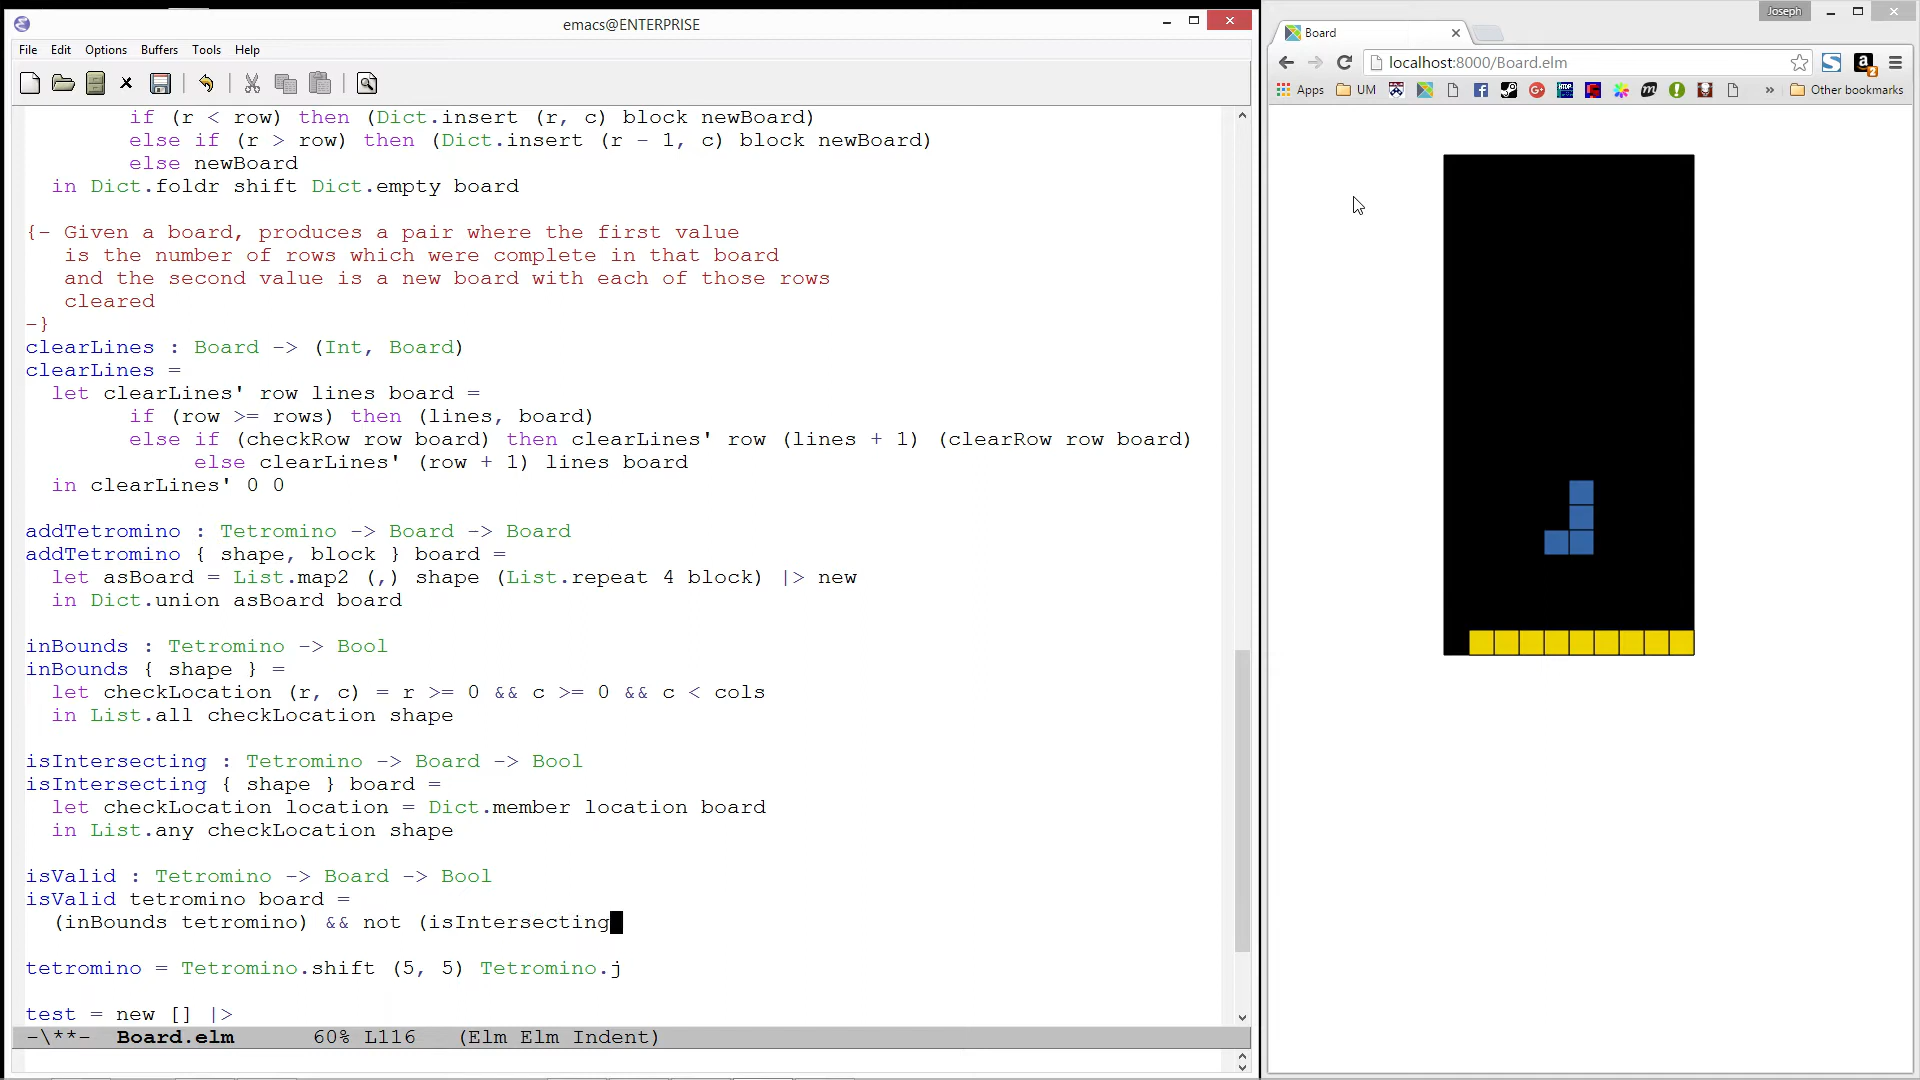 emacs@ENTERPRISE
File Edit Options Buffers Tools Help
if (r < row) then (Dict.insert (r, c) block newBoard)
else if (r > row) then (Dict.insert (r - 1, c) block newBoard)
else newBoard
in Dict.foldr shift Dict.empty board
{- Given a board, produces a pair where the first value
is the number of rows which were complete in that board
and the second value is a new board with each of those rows
cleared
-}
clearLines : Board -> (Int, Board)
clearLines =
let clearLines' row lines board =
if (row >= rows) then (lines, board)
else if (checkRow row board) then clearLines' row (lines + 1) (clearRow row board)
else clearLines' (row + 1) lines board
in clearLines' 0 0
addTetromino : Tetromino -> Board -> Board
addTetromino { shape, block } board =
let asBoard = List.map2 (,) shape (List.repeat 4 block) |> new
in Dict.union asBoard board
inBounds : Tetromino -> Bool
inBounds { shape } =
let checkLocation (r, c) = r >= 0 && c >= 0 && c < cols
in List.all checkLocation shape
isIntersecting : Tetromino -> Board -> Bool
isIntersecting { shape } board =
let checkLocation location = Dict.member location board
in List.any checkLocation shape
isValid : Tetromino -> Board -> Bool
isValid tetromino board =
(inBounds tetromino) && not (isIntersecting
tetromino = Tetromino.shift (5, 5) Tetromino.j
test = new [] |>
-\**- Board.elm 60% L116 (Elm Elm Indent)
Joseph
Board
localhost:8000/Board.elm
Apps UM » Other bookmarks